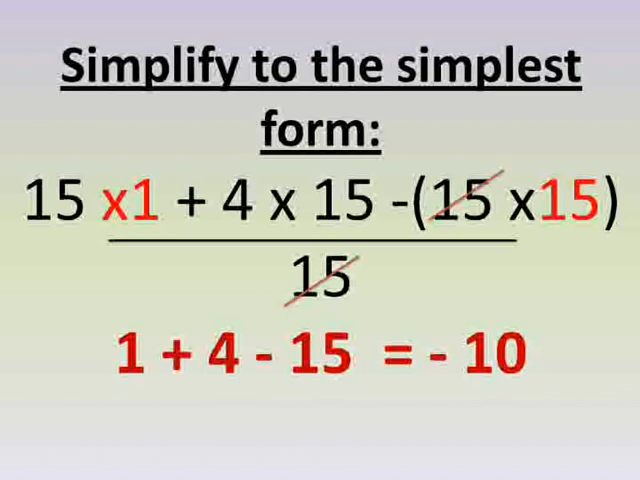 Simplify to the simplest
form:
15 x1 + 4 x 15 -(15 x15)
15
1 + 4 - 15 = - 10